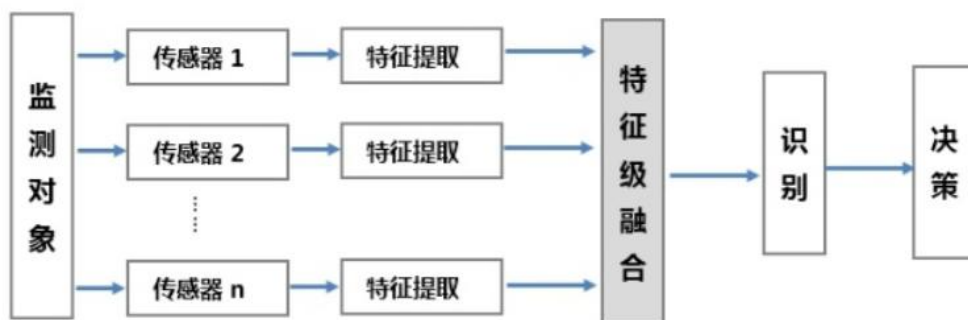 监测对象
传感器 1
特征提取
传感器 2
特征提取
传感器 n
特征提取
特征级融合
识别
决策